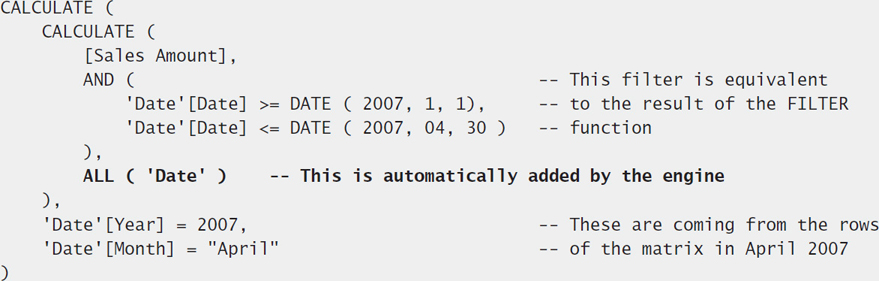 CALCULATE (
    CALCULATE (
        [Sales Amount],
        AND (                                       -- This filter is equivalent
            'Date'[Date] >= DATE ( 2007, 1, 1),     -- to the result of the FILTER
            'Date'[Date] <= DATE ( 2007, 04, 30 )   -- function
        ),
        ALL ( 'Date' )    -- This is automatically added by the engine
    ),
    'Date'[Year] = 2007,                            -- These are coming from the rows
    'Date'[Month] = "April"                         -- of the matrix in April 2007
)